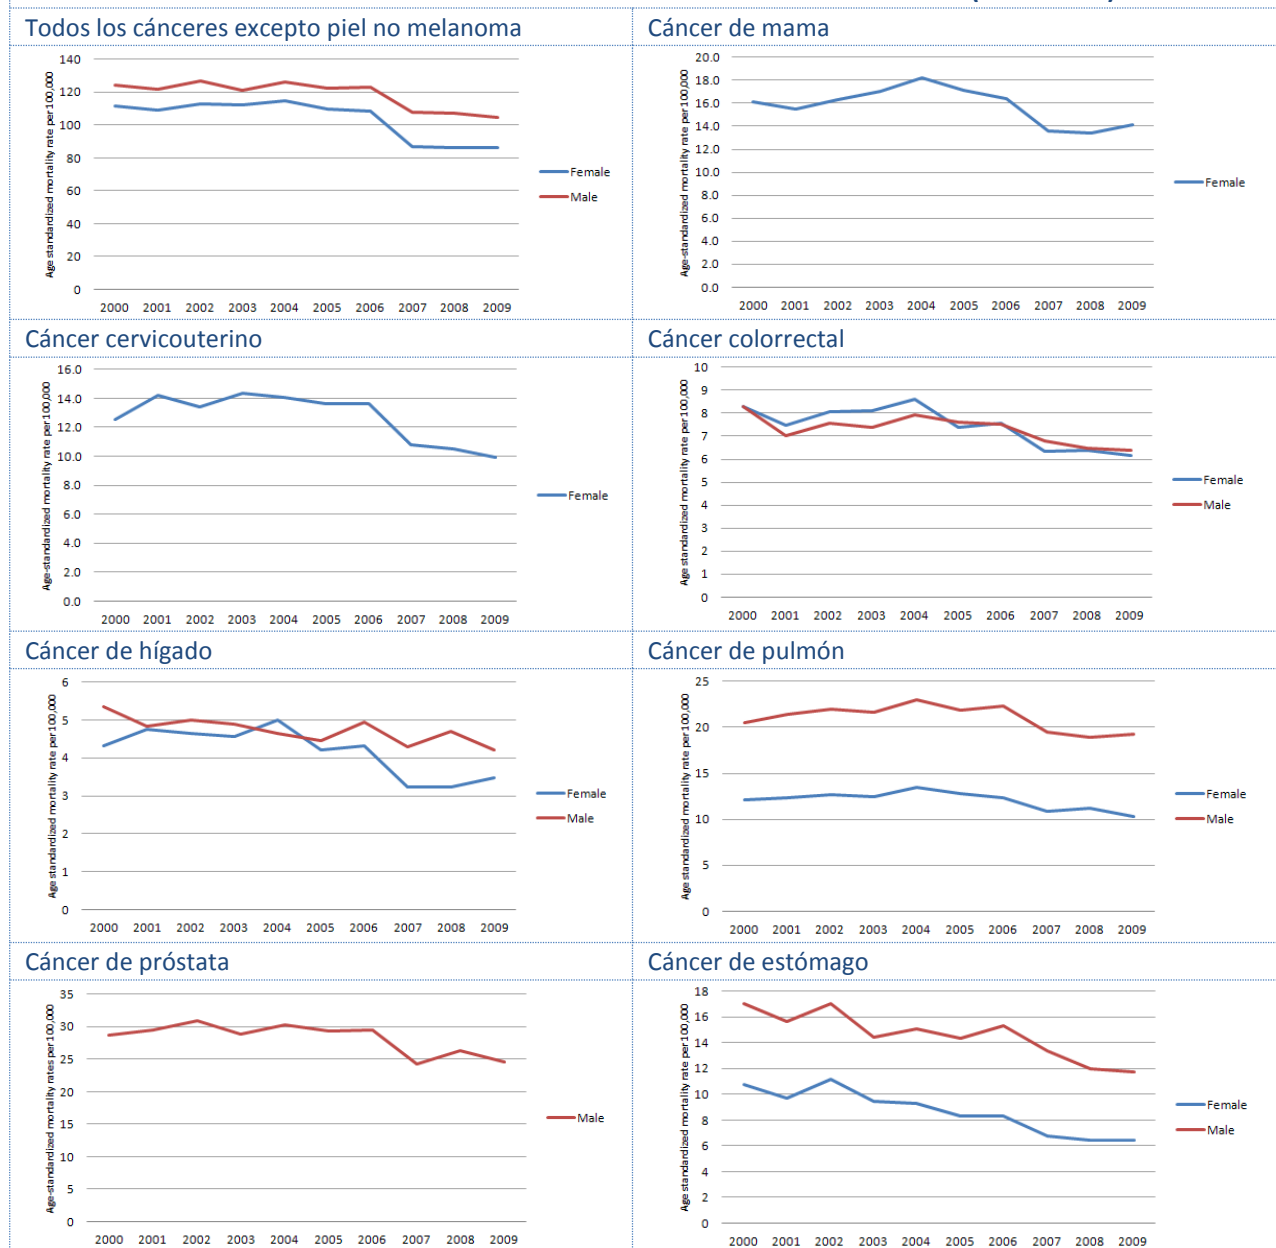 Todos los cánceres excepto piel no melanoma
Age standardized mortality rate per 100,000
140
120
100
80
60
40
20
0
2000 2001 2002 2003 2004 2005 2006 2007 2008 2009
Female
Male
Cáncer de mama
Age-standardized mortality rate per 100,000
20.0
18.0
16.0
14.0
12.0
10.0
8.0
6.0
4.0
2.0
0.0
2000 2001 2002 2003 2004 2005 2006 2007 2008 2009
Female
Cáncer cervicouterino
Age-standardized mortality rate per 100,000
16.0
14.0
12.0
10.0
8.0
6.0
4.0
2.0
0.0
2000 2001 2002 2003 2004 2005 2006 2007 2008 2009
Female
Cáncer colorrectal
Age standardized mortality rate per 100,000
10
9
8
7
6
5
4
3
2
1
0
2000 2001 2002 2003 2004 2005 2006 2007 2008 2009
Female
Male
Cáncer de hígado
Age standardized mortality rate per 100,000
6
5
4
3
2
1
0
2000 2001 2002 2003 2004 2005 2006 2007 2008 2009
Female
Male
Cáncer de pulmón
Age standardized mortality rate per 100,000
25
20
15
10
5
0
2000 2001 2002 2003 2004 2005 2006 2007 2008 2009
Female
Male
Cáncer de próstata
Age-standardized mortality rates per 100,000
35
30
25
20
15
10
5
0
2000 2001 2002 2003 2004 2005 2006 2007 2008 2009
Male
Cáncer de estómago
Age standardized mortality rate per 100,000
18
16
14
12
10
8
6
4
2
0
2000 2001 2002 2003 2004 2005 2006 2007 2008 2009
Female
Male